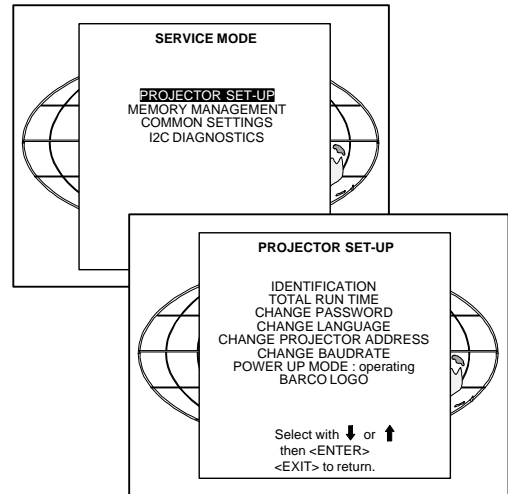 SERVICE MODE
PROJECTOR SET-UP
MEMORY MANAGEMENT
COMMON SETTINGS
I2C DIAGNOSTICS
PROJECTOR SET-UP
IDENTIFICATION
TOTAL RUN TIME
CHANGE PASSWORD
CHANGE LANGUAGE
CHANGE PROJECTOR ADDRESS
CHANGE BAUDRATE
POWER UP MODE : operating
BARCO LOGO
Select with ⬇ or ⬆
then <ENTER>
<EXIT> to return.